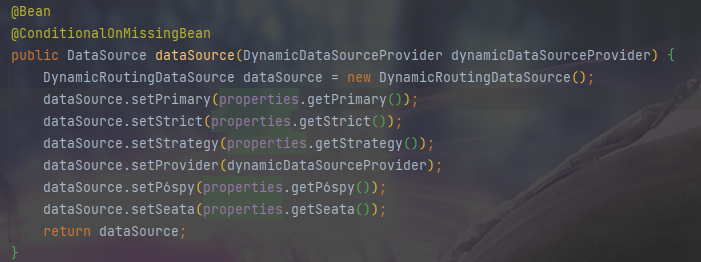 @Bean
@ConditionalOnMissingBean
public DataSource dataSource(DynamicDataSourceProvider dynamicDataSourceProvider) {
    DynamicRoutingDataSource dataSource = new DynamicRoutingDataSource();
    dataSource.setPrimary(properties.getPrimary());
    dataSource.setStrict(properties.getStrict());
    dataSource.setStrategy(properties.getStrategy());
    dataSource.setProvider(dynamicDataSourceProvider);
    dataSource.setP6spy(properties.getP6spy());
    dataSource.setSeata(properties.getSeata());
    return dataSource;
}